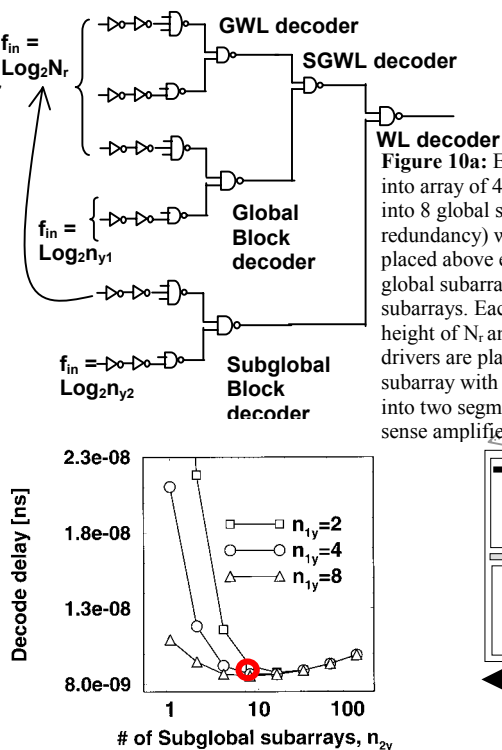 GWL decoder
f_in =
Log₂N_r
SGWL decoder
WL decoder
Global
Block
decoder
f_in =
Log₂n_y1
f_in =
Log₂n_y2
Subglobal
Block
decoder
Figure 10a:
into array of 4
into 8 global s
redundancy) w
placed above e
global subarra
subarrays. Eac
height of N_r an
drivers are pla
subarray with
into two segm
sense amplifie
Decode delay [ns]
2.3e-08
1.8e-08
1.3e-08
8.0e-09
n_1y=2
n_1y=4
n_1y=8
1 10 100
# of Subglobal subarrays, n_2y